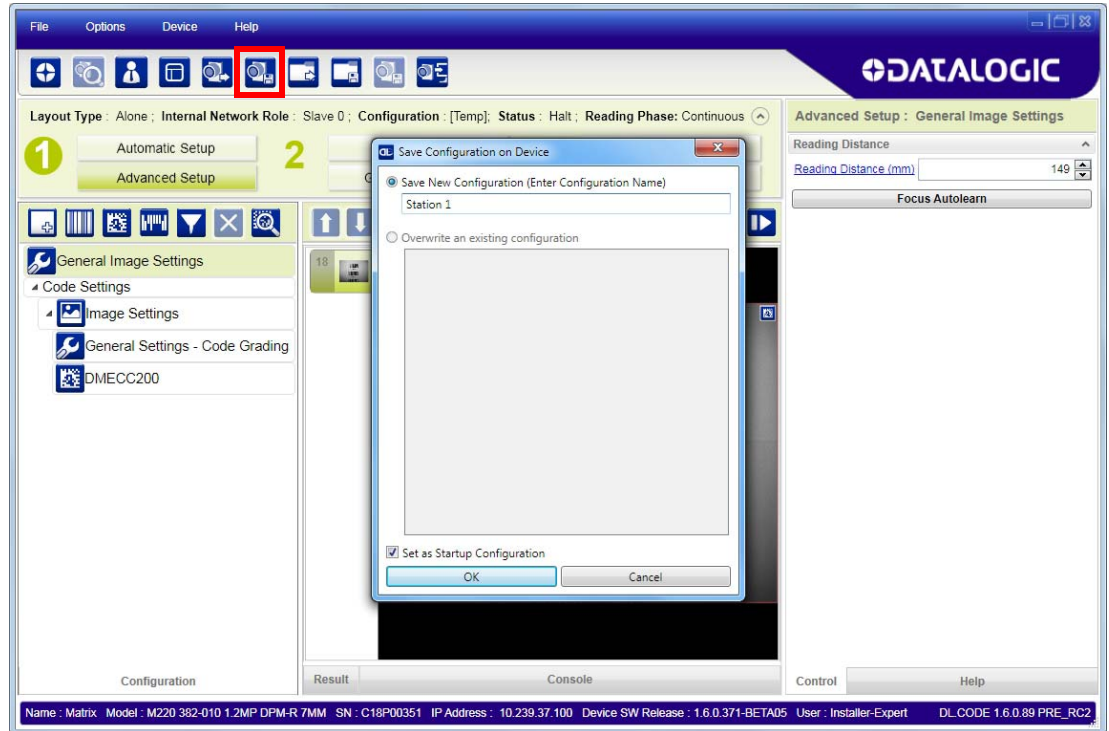 File Options Device Help
DATALOGIC
Layout Type : Alone ; Internal Network Role : Slave 0 ; Configuration : [Temp]; Status : Halt ; Reading Phase: Continuous
Advanced Setup : General Image Settings
1
Automatic Setup
Advanced Setup
2
Reading Distance
Reading Distance (mm) 149
Focus Autolearn
General Image Settings
Code Settings
Image Settings
General Settings - Code Grading
DMECC200
18
Save Configuration on Device
Save New Configuration (Enter Configuration Name)
Station 1
Overwrite an existing configuration
Set as Startup Configuration
OK Cancel
Configuration
Result Console
Control Help
Name : Matrix Model : M220 382-010 1.2MP DPM-R 7MM SN : C18P00351 IP Address : 10.239.37.100 Device SW Release : 1.6.0.371-BETA05 User : Installer-Expert DL.CODE 1.6.0.89 PRE_RC2